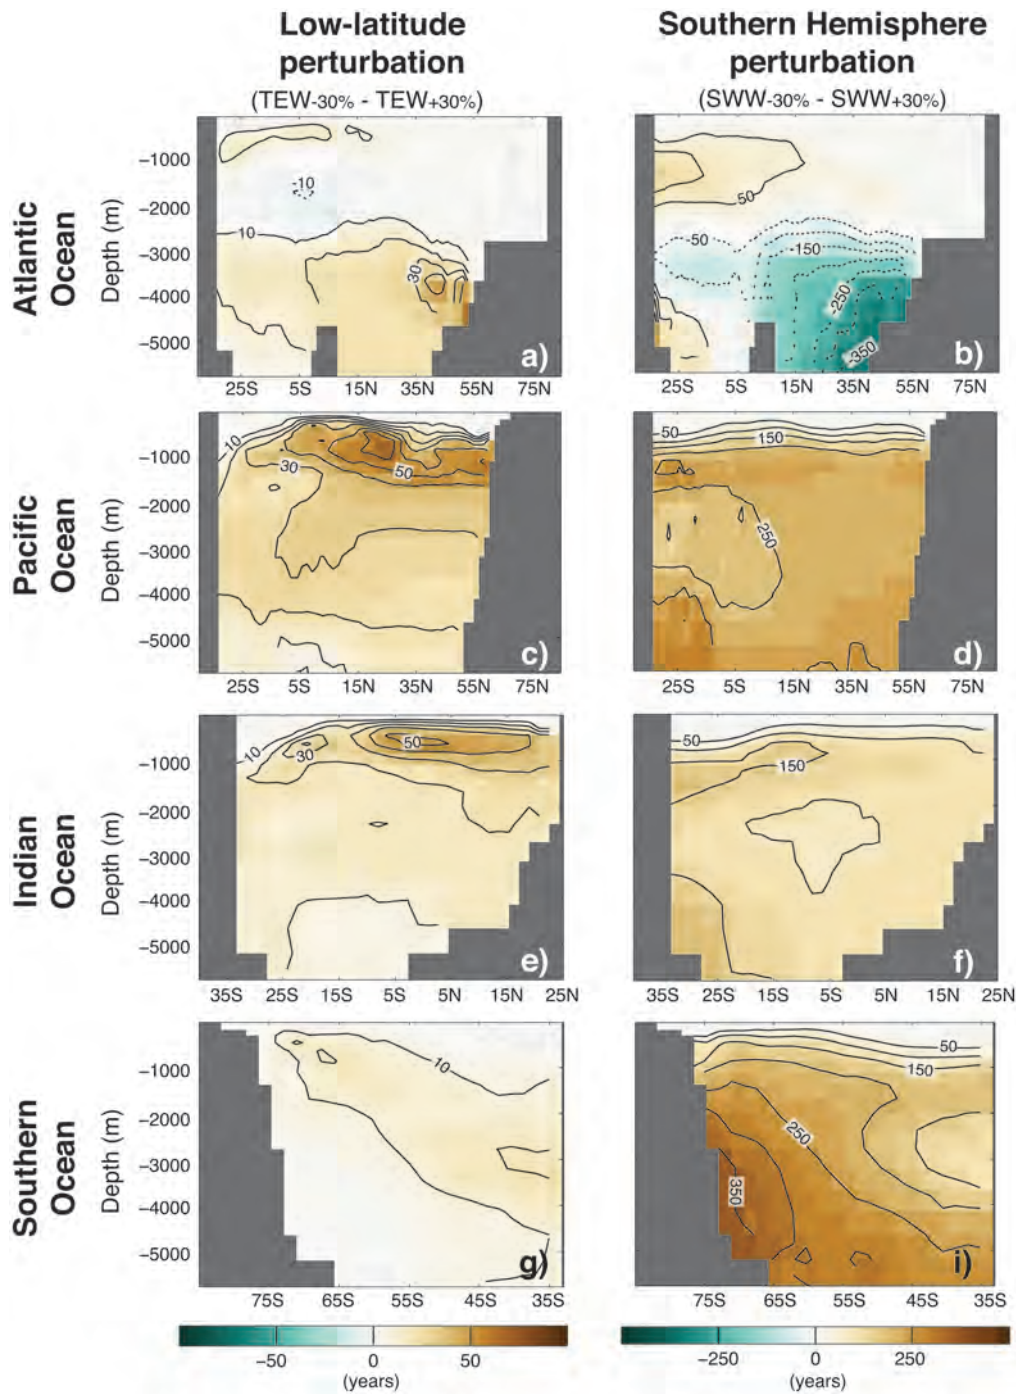 Low-latitude perturbation
(TEW-30% - TEW+30%)
Southern Hemisphere perturbation
(SWW-30% - SWW+30%)
Atlantic Ocean
Depth (m)
−1000
−2000
−3000
−4000
−5000
-10
10
30
a)
25S 5S 15N 35N 55N 75N
50
-50
-150
-250
-350
b)
25S 5S 15N 35N 55N 75N
Pacific Ocean
Depth (m)
−1000
−2000
−3000
−4000
−5000
10
30
50
c)
25S 5S 15N 35N 55N 75N
50
150
250
d)
25S 5S 15N 35N 55N 75N
Indian Ocean
Depth (m)
−1000
−2000
−3000
−4000
−5000
10
30
50
e)
35S 25S 15S 5S 5N 15N 25N
50
150
f)
35S 25S 15S 5S 5N 15N 25N
Southern Ocean
Depth (m)
−1000
−2000
−3000
−4000
−5000
10
g)
75S 65S 55S 45S 35S
50
150
250
350
i)
75S 65S 55S 45S 35S
−50 0 50
(years)
−250 0 250
(years)